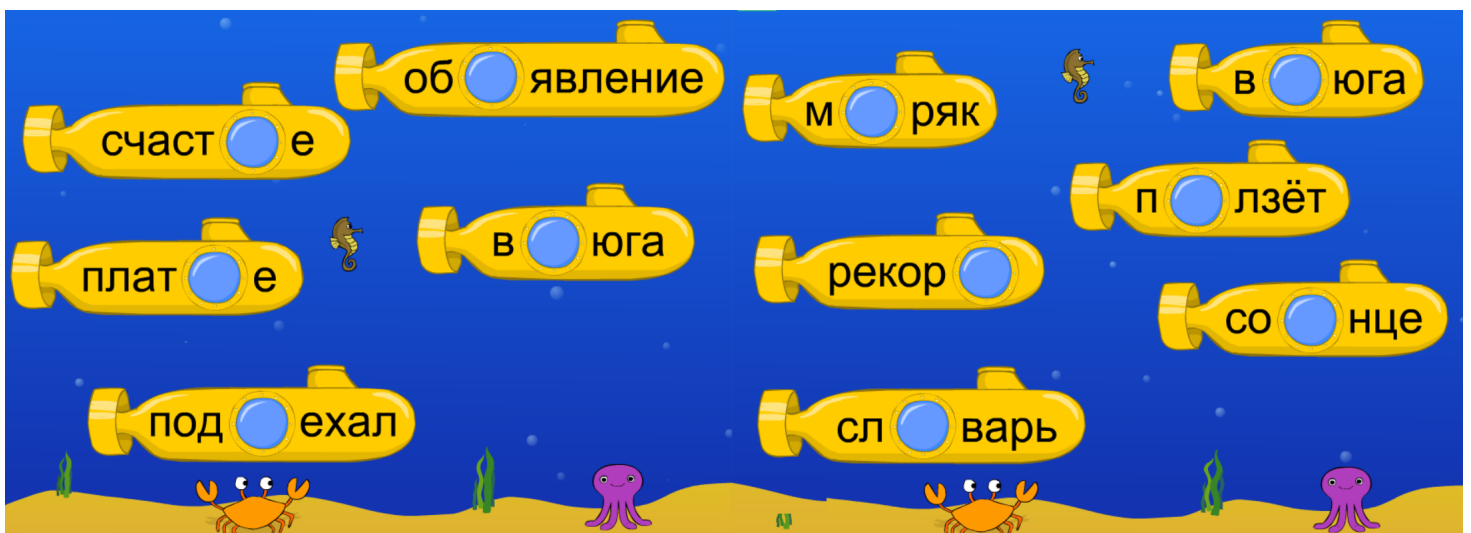 об явление
счаст е
в юга
плат е
под ехал
м ряк
в юга
п лзёт
рекор
со нце
сл варь